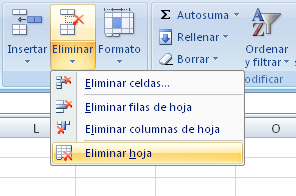 Insertar Eliminar Formato
Σ Autosuma
Rellenar
Borrar
Ordenar
y filtrar
Modificar
Eliminar celdas...
Eliminar filas de hoja
Eliminar columnas de hoja
Eliminar hoja
L O